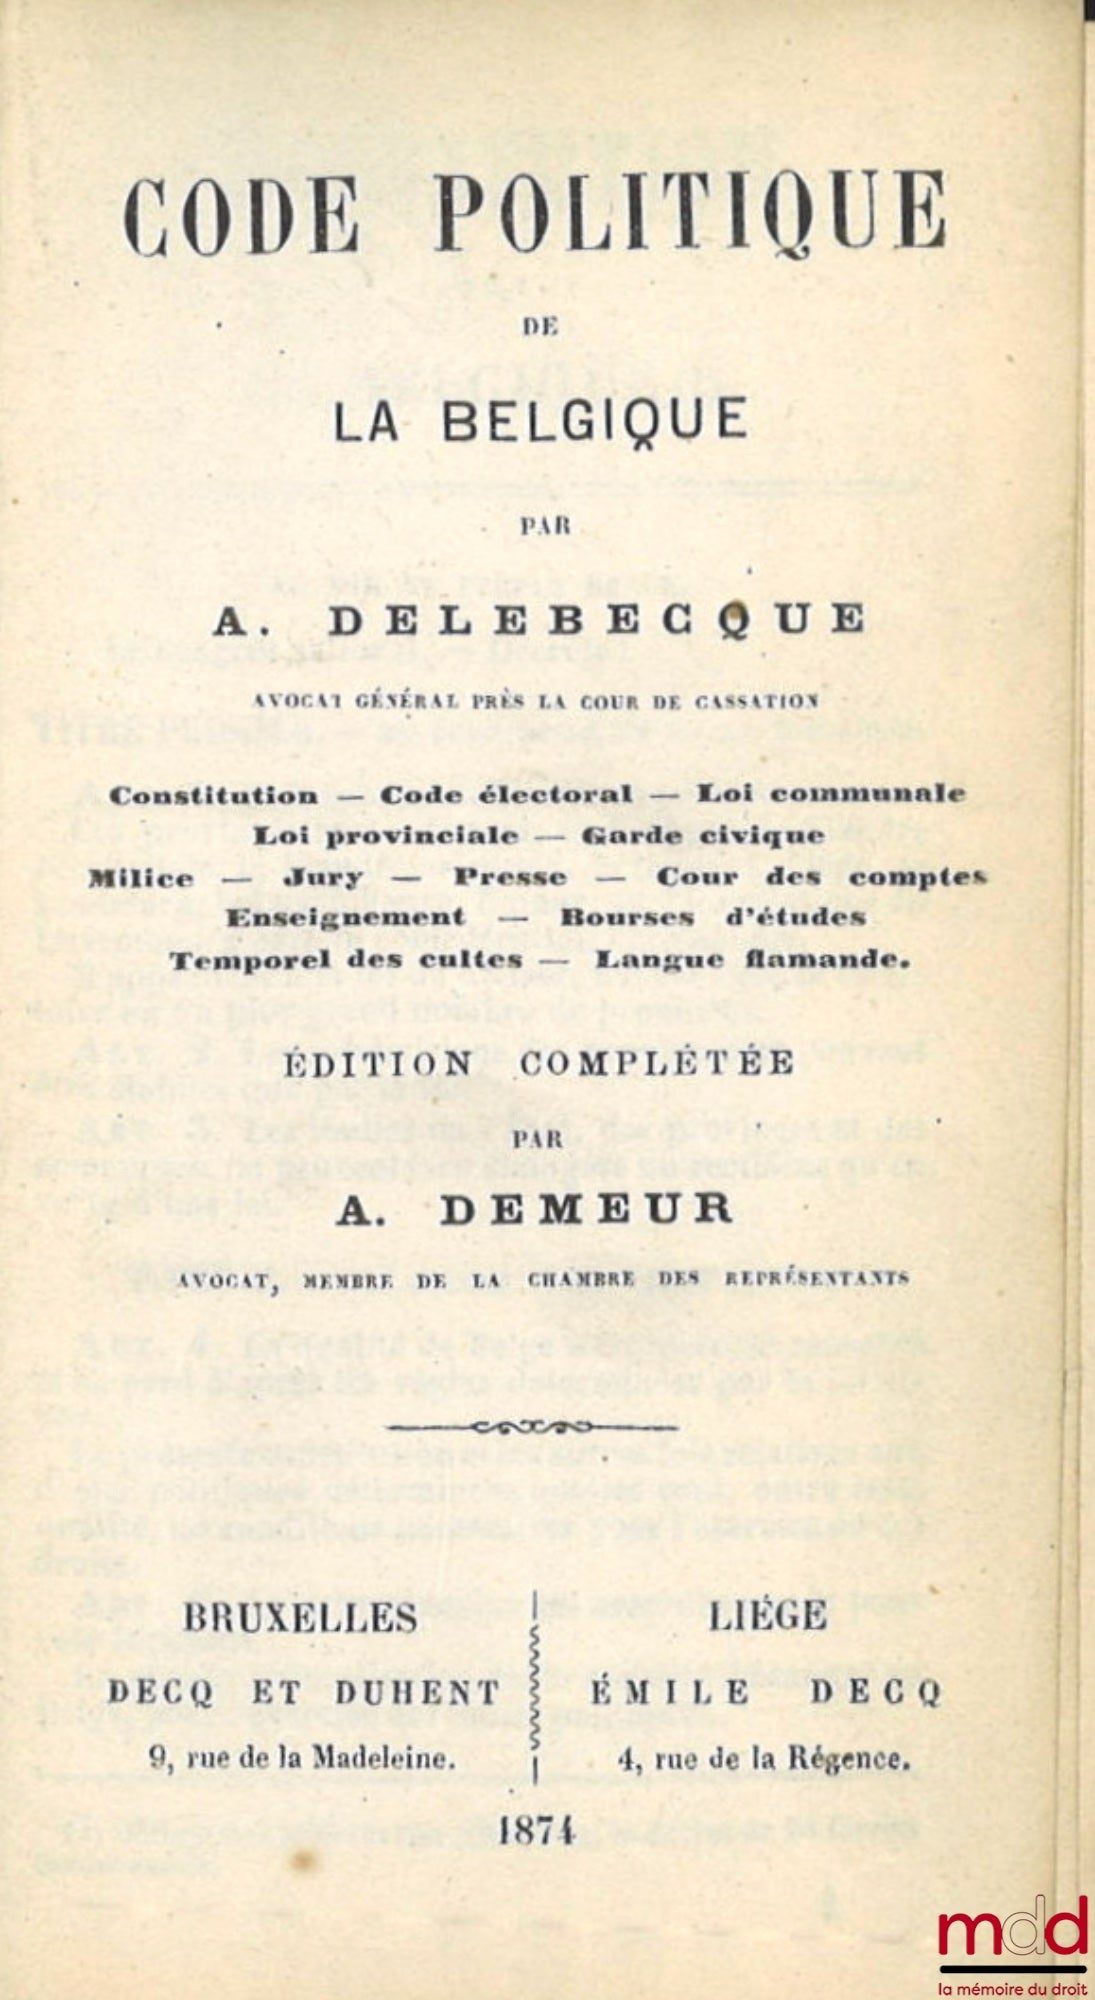 CODE POLITIQUE
DE
LA BELGIQUE
PAR
A. DELEBECQUE
AVOCAT GÉNÉRAL PRÈS LA COUR DE CASSATION
Constitution — Code électoral — Loi communale
Loi provinciale — Garde civique
Milice — Jury — Presse — Cour des comptes
Enseignement — Bourses d'études
Temporel des cultes — Langue flamande.
ÉDITION COMPLÉTÉE
PAR
A. DEMEUR
AVOCAT, MEMBRE DE LA CHAMBRE DES REPRÉSENTANTS
BRUXELLES
DECQ ET DUHENT
9, rue de la Madeleine.
LIÉGE
ÉMILE DECQ
4, rue de la Régence.
1874
mdd
la mémoire du droit